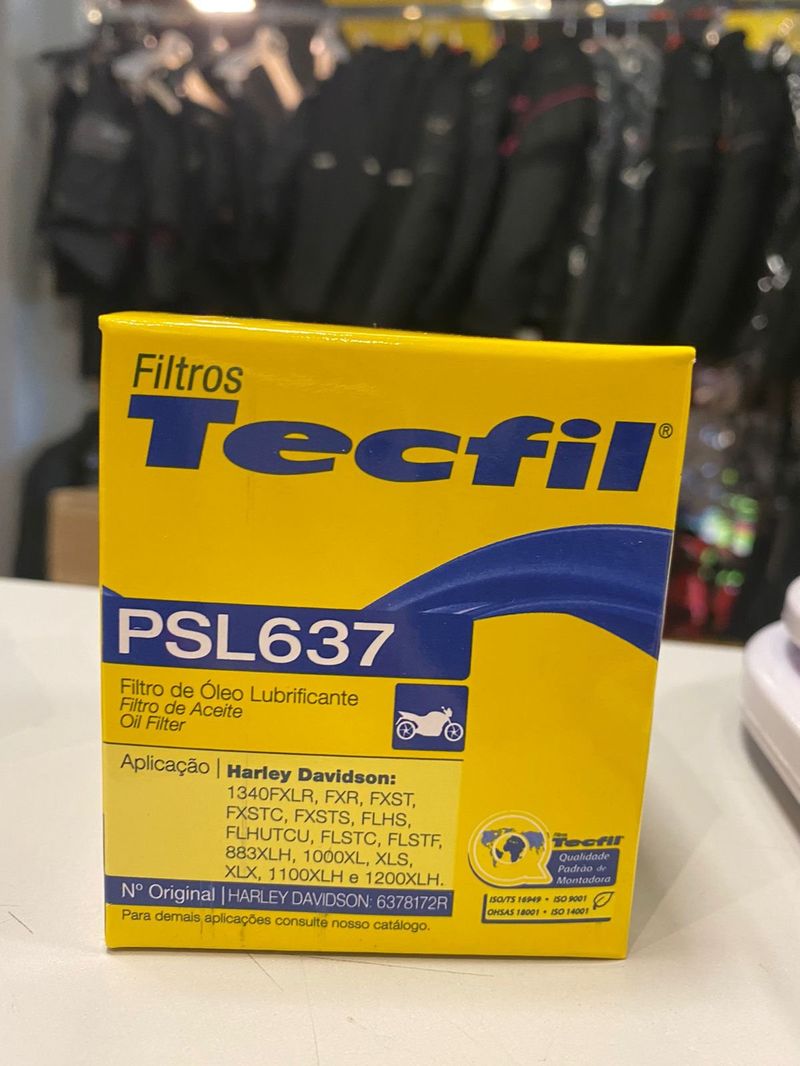 Filtros
Tecfil®
PSL637
Filtro de Óleo Lubrificante
Filtro de Aceite
Oil Filter
Aplicação
Harley Davidson:
1340FXLR, FXR, FXST,
FXSTC, FXSTS, FLHS,
FLHUTCU, FLSTC, FLSTF,
883XLH, 1000XL, XLS,
XLX, 1100XLH e 1200XLH.
Nº Original HARLEY DAVIDSON: 6378172R
Para demais aplicações consulte nosso catálogo.
Tecfil
Qualidade
Padrão de
Montadora
ISO/TS 16949 • ISO 9001
OHSAS 18001 • ISO 14001